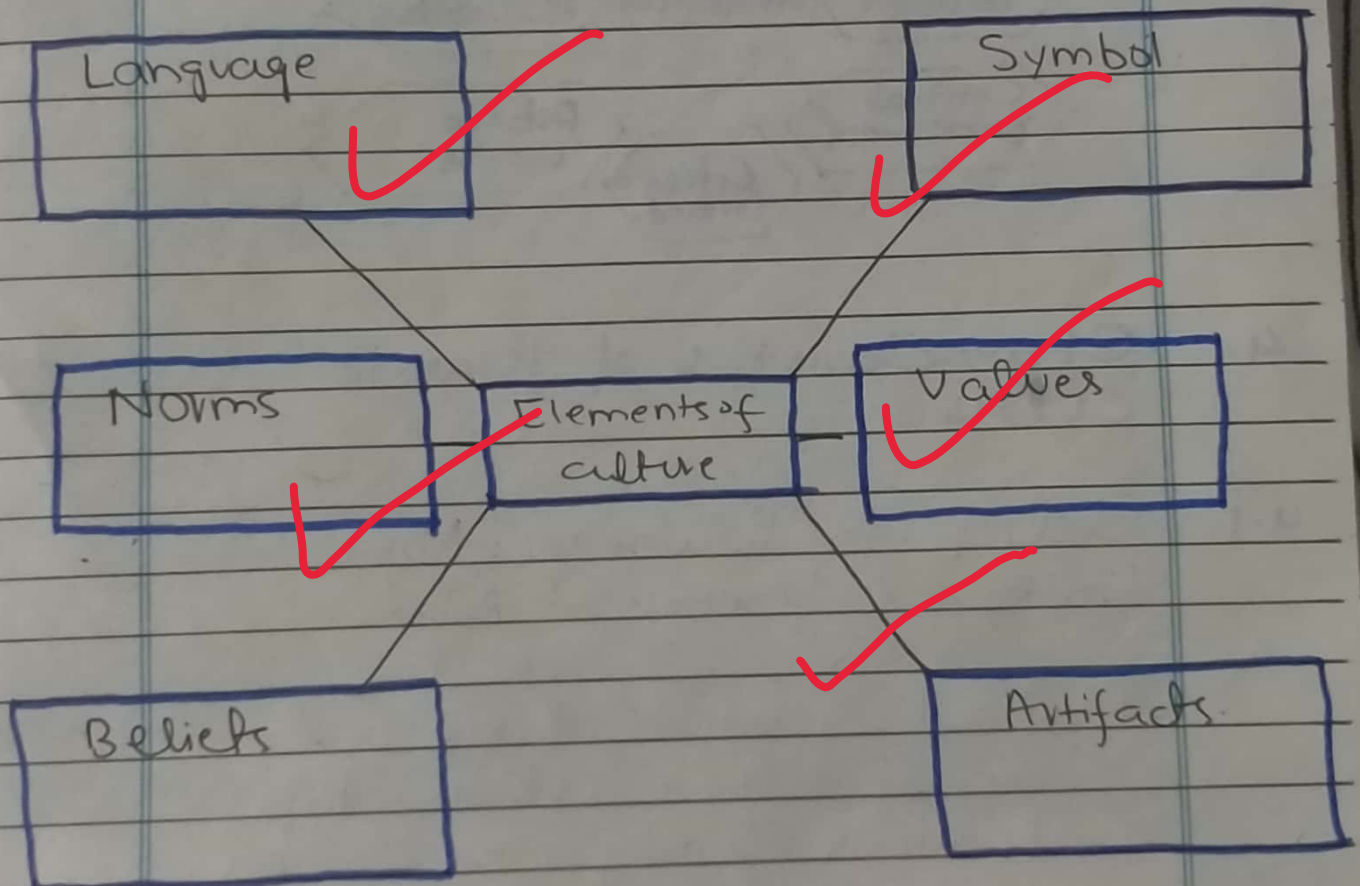 Language
Symbol
Norms
Elements of
culture
Values
Beliefs
Artifacts